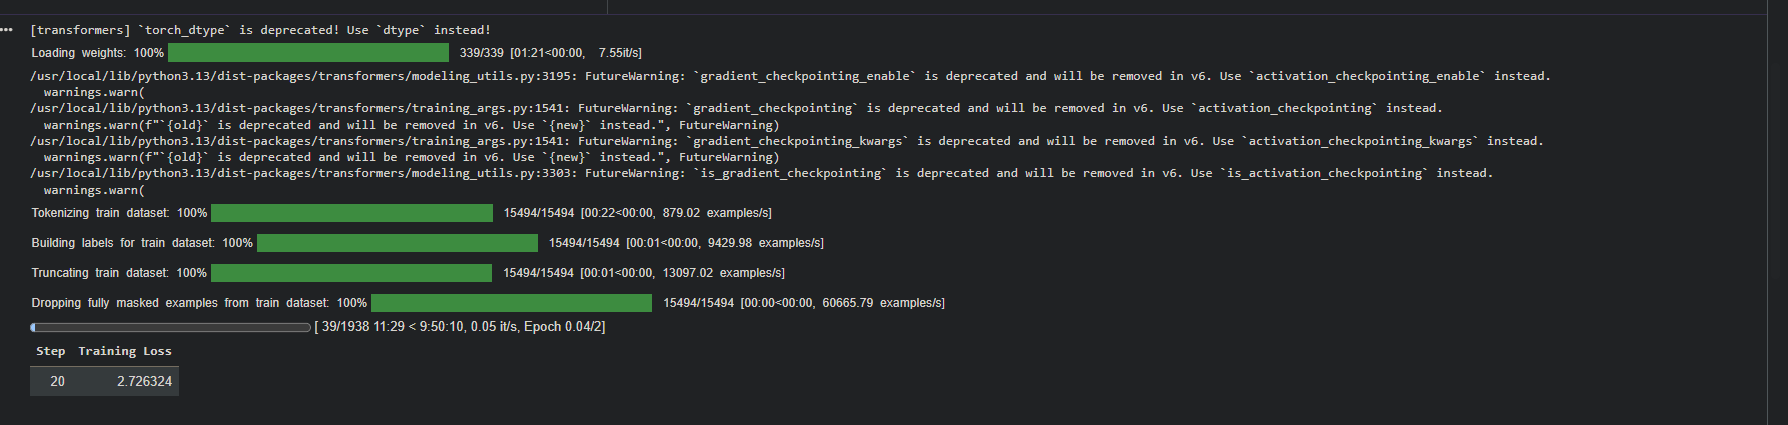 [transformers] `torch_dtype` is deprecated! Use `dtype` instead!
Loading weights: 100% 339/339 [01:21<00:00, 7.55it/s]
/usr/local/lib/python3.13/dist-packages/transformers/modeling_utils.py:3195: FutureWarning: `gradient_checkpointing_enable` is deprecated and will be removed in v6. Use `activation_checkpointing_enable` instead.
warnings.warn(
/usr/local/lib/python3.13/dist-packages/transformers/training_args.py:1541: FutureWarning: `gradient_checkpointing` is deprecated and will be removed in v6. Use `activation_checkpointing` instead.
warnings.warn(f"`{old}` is deprecated and will be removed in v6. Use `{new}` instead.", FutureWarning)
/usr/local/lib/python3.13/dist-packages/transformers/training_args.py:1541: FutureWarning: `gradient_checkpointing_kwargs` is deprecated and will be removed in v6. Use `activation_checkpointing_kwargs` instead.
warnings.warn(f"`{old}` is deprecated and will be removed in v6. Use `{new}` instead.", FutureWarning)
/usr/local/lib/python3.13/dist-packages/transformers/modeling_utils.py:3303: FutureWarning: `is_gradient_checkpointing` is deprecated and will be removed in v6. Use `is_activation_checkpointing` instead.
warnings.warn(
Tokenizing train dataset: 100% 15494/15494 [00:22<00:00, 879.02 examples/s]
Building labels for train dataset: 100% 15494/15494 [00:01<00:00, 9429.98 examples/s]
Truncating train dataset: 100% 15494/15494 [00:01<00:00, 13097.02 examples/s]
Dropping fully masked examples from train dataset: 100% 15494/15494 [00:00<00:00, 60665.79 examples/s]
[ 39/1938 11:29 < 9:50:10, 0.05 it/s, Epoch 0.04/2]
Step Training Loss
20 2.726324